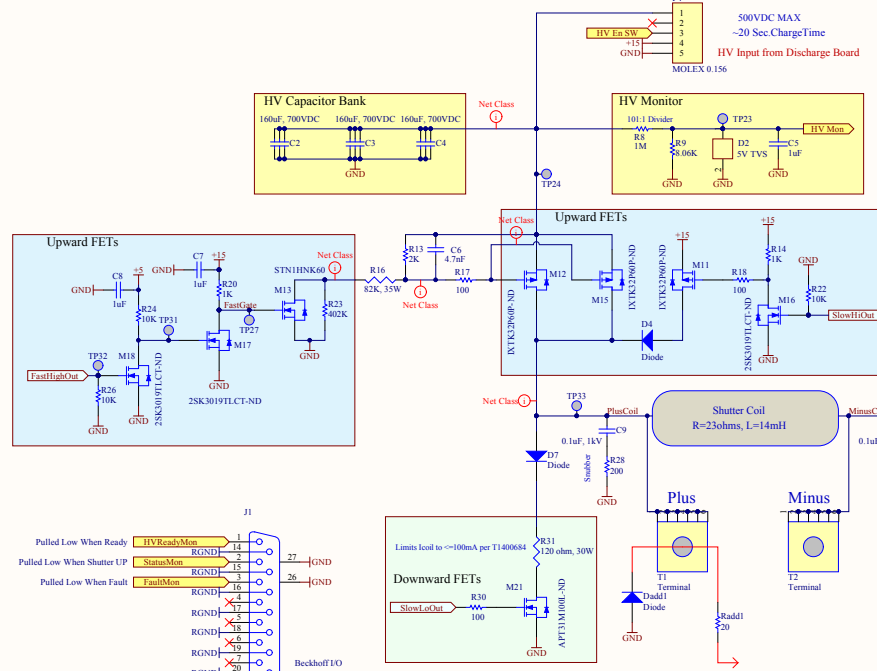 1
2
3
4
5
HV En SW
+15
GND
MOLEX 0.156
500VDC MAX
~20 Sec.ChargeTime
HV Input from Discharge Board
HV Capacitor Bank
160uF, 700VDC 160uF, 700VDC 160uF, 700VDC
C2
C3
C4
GND
Net Class
HV Monitor
101:1 Divider
R8
1M
R9
8.06K
GND
TP23
D2
5V TVS
2
GND
C5
1uF
GND
HV Mon
TP24
Upward FETs
C8
1uF
GND
+5
R24
10K
TP31
TP32
FastHighOut
R26
10K
GND
M18
2SK3019TLCT-ND
GND
C7
1uF
GND
+15
R20
1K
FastGate
TP27
M17
GND
2SK3019TLCT-ND
STN1HNK60
M13
Net Class
R23
402K
GND
R16
82K, 35W
Net Class
R13
2K
C6
4.7nF
R17
100
Upward FETs
Net Class
M12
IXTK32P60P-ND
M15
IXTK32P60P-ND
IXTK32P60P-ND
+15
M11
D4
Diode
R18
100
+15
R14
1K
M16
2SK3019TLCT-ND
GND
GND
R22
10K
SlowHiOut
Net Class
TP33
PlusCoil
Shutter Coil
R=23ohms, L=14mH
MinusC
0.1uF, 1kV
C9
Snubber
R28
200
GND
0.1uF
D7
Diode
Plus
T1
Terminal
Minus
T2
Terminal
Dadd1
Diode
GND
Radd1
20
Limits Icoil to <=100mA per T1400684
R31
120 ohm, 30W
Downward FETs
SlowLoOut
R30
100
M21
APT31M100L-ND
GND
J1
Pulled Low When Ready
HVReadyMon
1
RGND
14
Pulled Low When Shutter UP
StatusMon
2
RGND
15
Pulled Low When Fault
FaultMon
3
RGND
16
4
RGND
17
5
RGND
18
6
RGND
19
7
RGND
20
27
GND
26
GND
Beckhoff I/O